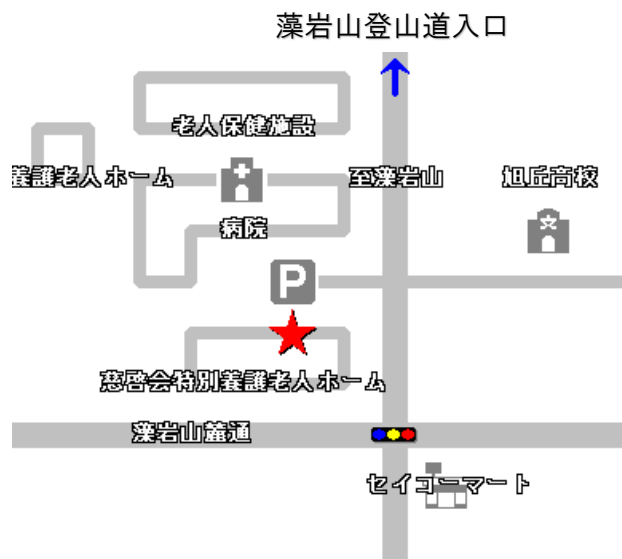 藻岩山登山道入口
老人保健施設
養護老人ホーム
至藻岩山
旭丘高校
文
病院
P
慈啓会特別養護老人ホーム
藻岩山麓通
セイコーマート